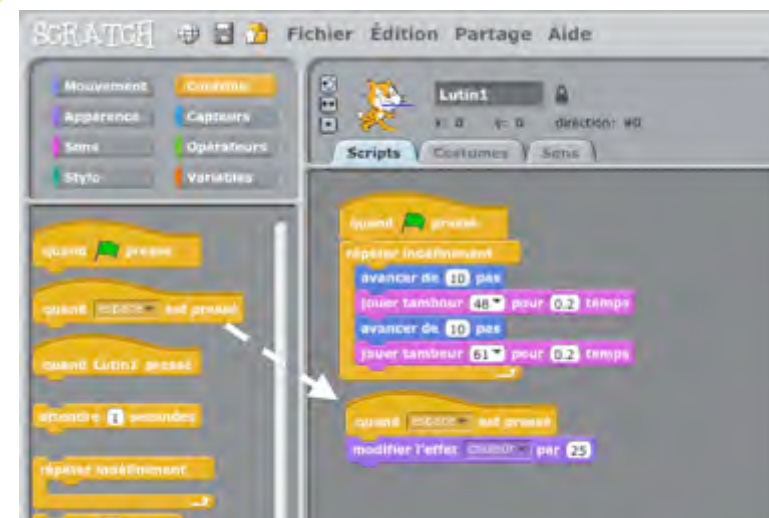 SCRATCH Fichier Édition Partage Aide
Mouvement Contrôle
Apparence Capteurs
Sons Opérateurs
Stylo Variables
Lutin1
x: 0 y: 0 direction: 90
Scripts Costumes Sons
quand pressé
quand espace est pressé
quand Lutin1 pressé
attendre 1 secondes
répéter indéfiniment
quand pressé
répéter indéfiniment
avancer de 10 pas
jouer tambour 48 pour 0.2 temps
avancer de 10 pas
jouer tambour 61 pour 0.2 temps
quand espace est pressé
modifier l'effet couleur par 25